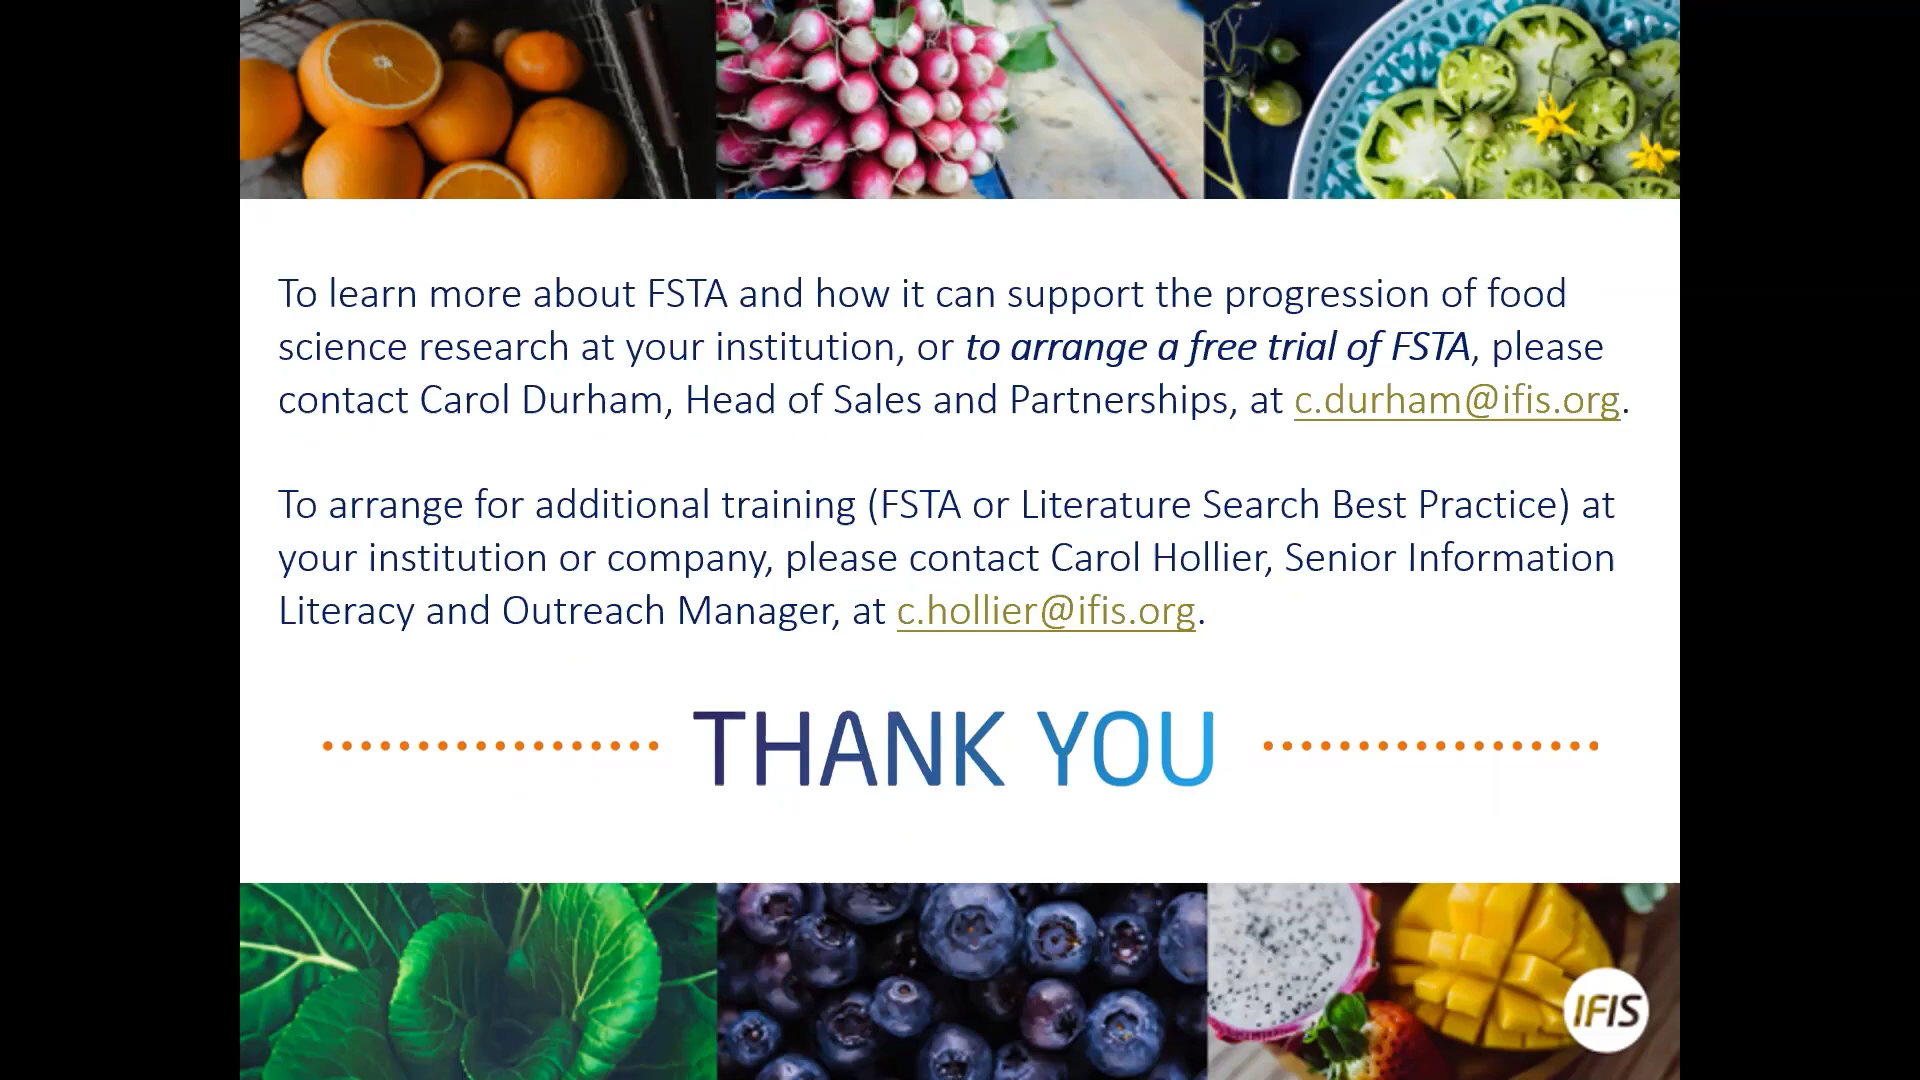 To learn more about FSTA and how it can support the progression of food
science research at your institution, or to arrange a free trial of FSTA, please
contact Carol Durham, Head of Sales and Partnerships, at c.durham@ifis.org.
To arrange for additional training (FSTA or Literature Search Best Practice) at
your institution or company, please contact Carol Hollier, Senior Information
Literacy and Outreach Manager, at c.hollier@ifis.org.
THANK YOU
IFIS